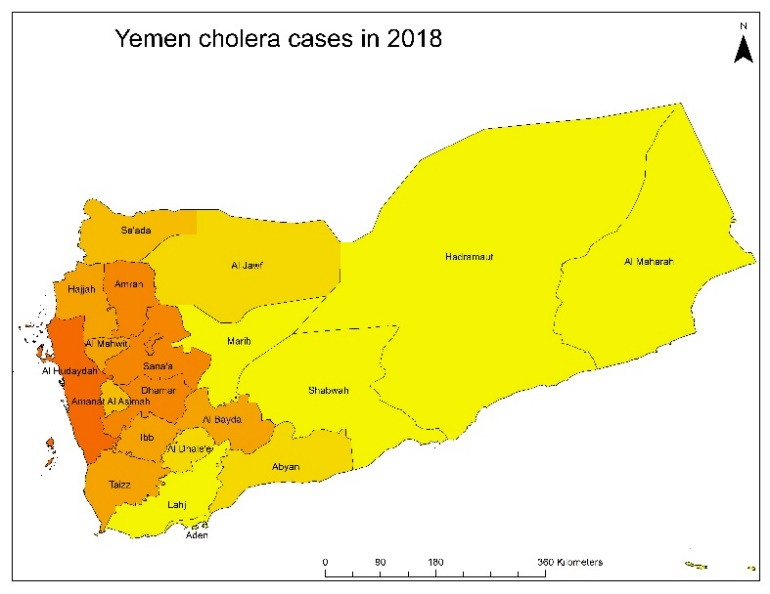 Yemen cholera cases in 2018
N
Sa'ada
Al Jawf
Hadramaut
Al Maharah
Hajjah
Amran
Al Mahwit
Marib
Al Hudaydah
Sana'a
Dhamar
Shabwah
Amanat Al Asimah
Al Bayda
Ibb
Al Dhale'e
Abyan
Taizz
Lahj
Aden
0 90 180 360 Kilometers